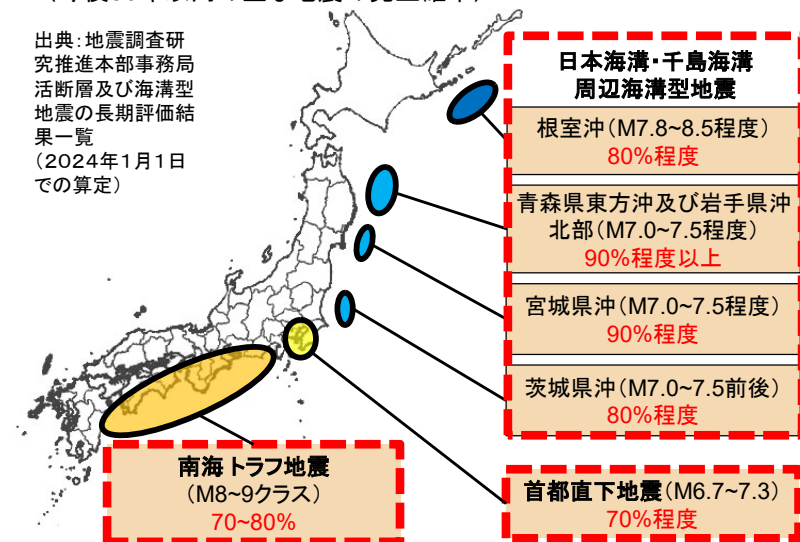 出典：地震調査研
究推進本部事務局
活断層及び海溝型
地震の長期評価結
果一覧
（2024年1月1日
での算定）
日本海溝・千島海溝
周辺海溝型地震
根室沖（M7.8~8.5程度）
80%程度
青森県東方沖及び岩手県沖
北部（M7.0~7.5程度）
90%程度以上
宮城県沖（M7.0~7.5程度）
90%程度
茨城県沖（M7.0~7.5前後）
80%程度
南海トラフ地震
（M8~9クラス）
70~80%
首都直下地震（M6.7~7.3）
70%程度